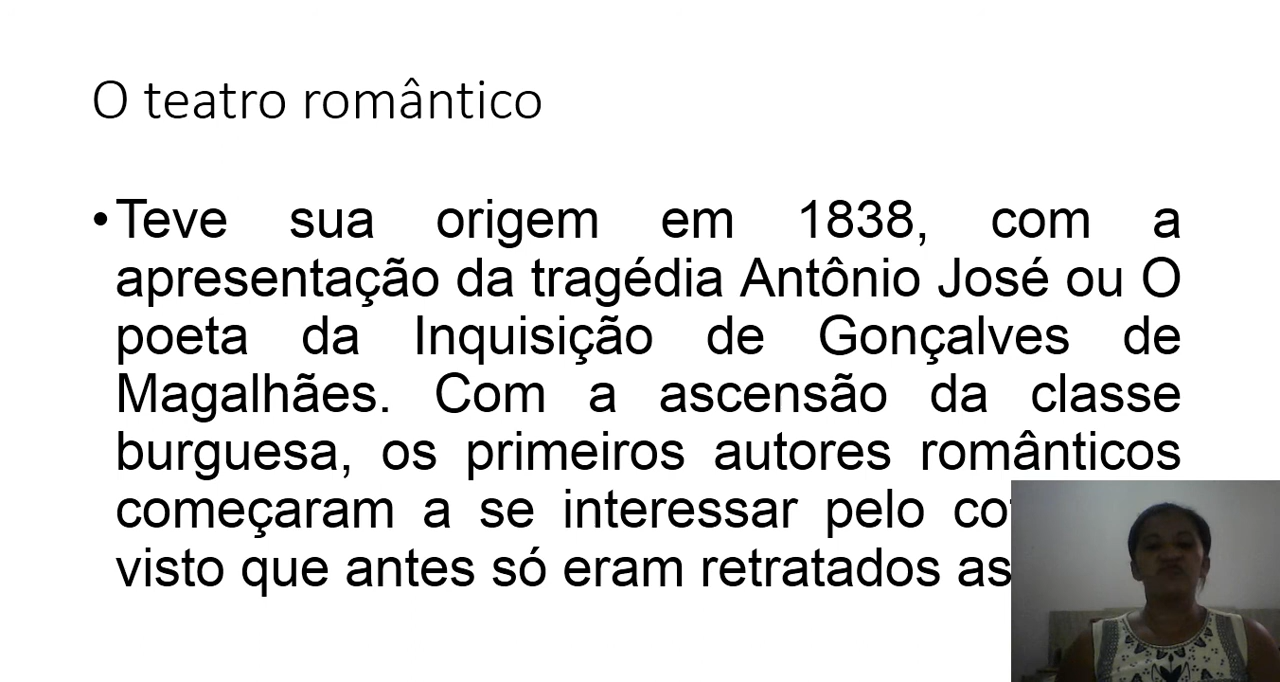 O teatro romântico
•Teve sua origem em 1838, com a
apresentação da tragédia Antônio José ou O
poeta da Inquisição de Gonçalves de
Magalhães. Com a ascensão da classe
burguesa, os primeiros autores românticos
começaram a se interessar pelo
visto que antes só eram retratados as